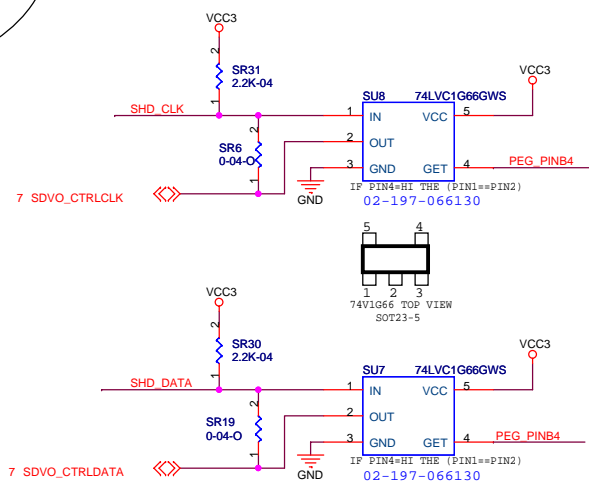 VCC3
2
SR31
2.2K-04
1
VCC3
SU8 74LVC1G66GWS
SHD_CLK
1 IN VCC 5
2
SR6
0-04-O
1
2 OUT
3 GND GET 4
PEG_PINB4
7 SDVO_CTRLCLK
GND
IF PIN4=HI THE (PIN1==PIN2)
02-197-066130
5 4
1 2 3
74V1G66 TOP VIEW
SOT23-5
VCC3
2
SR30
2.2K-04
1
VCC3
SU7 74LVC1G66GWS
SHD_DATA
1 IN VCC 5
2
SR19
0-04-O
1
2 OUT
3 GND GET 4
PEG_PINB4
7 SDVO_CTRLDATA
GND
IF PIN4=HI THE (PIN1==PIN2)
02-197-066130